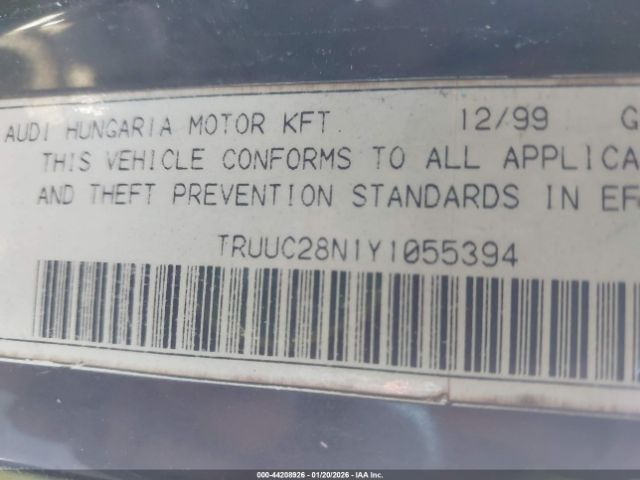 AUDI HUNGARIA MOTOR KFT. 12/99 G
THIS VEHICLE CONFORMS TO ALL APPLICA
AND THEFT PREVENTION STANDARDS IN EF
TRUUC28N1Y1055394
000-44208926 - 01/20/2026 - IAA Inc.